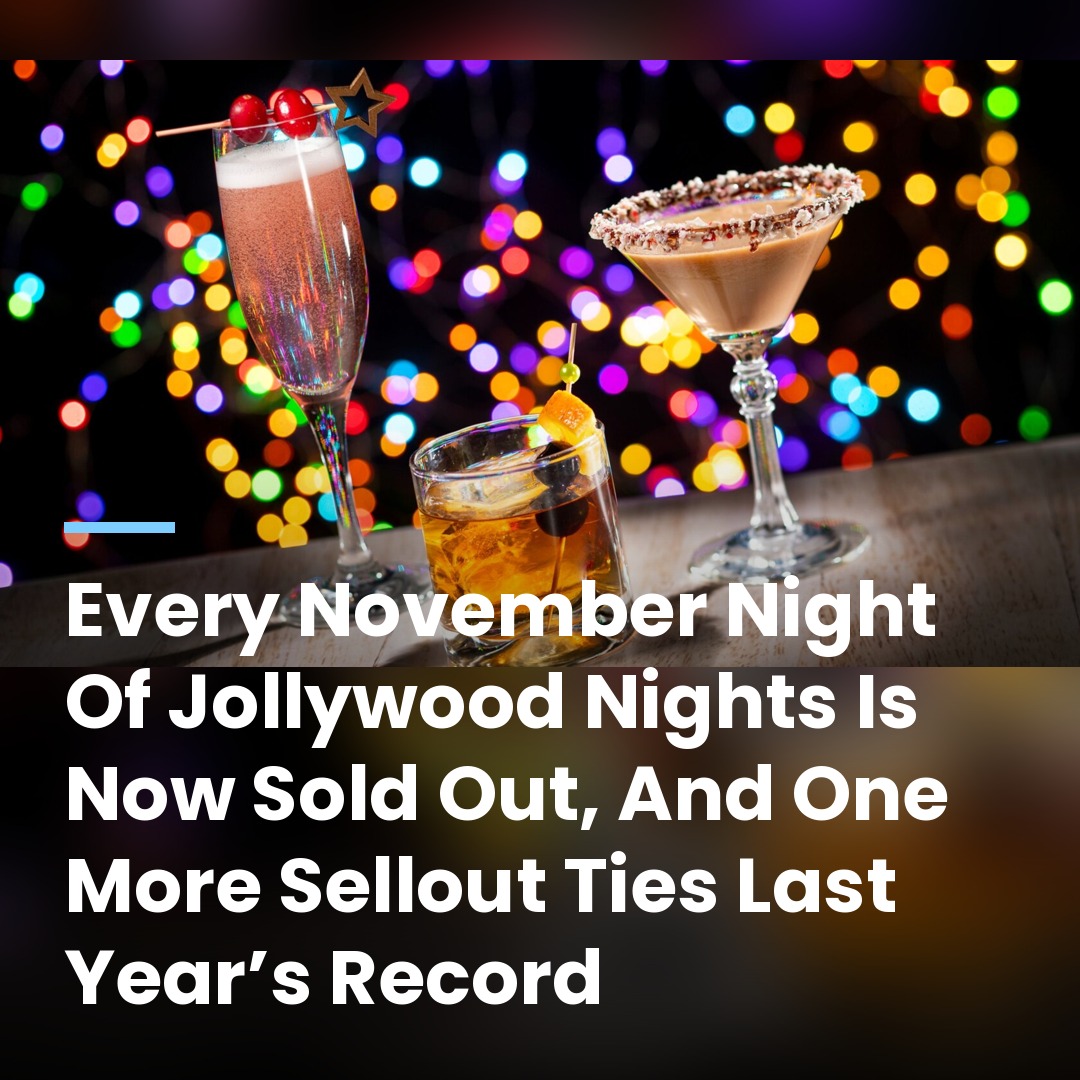 Every November Night
Of Jollywood Nights Is
Now Sold Out, And One
More Sellout Ties Last
Year’s Record